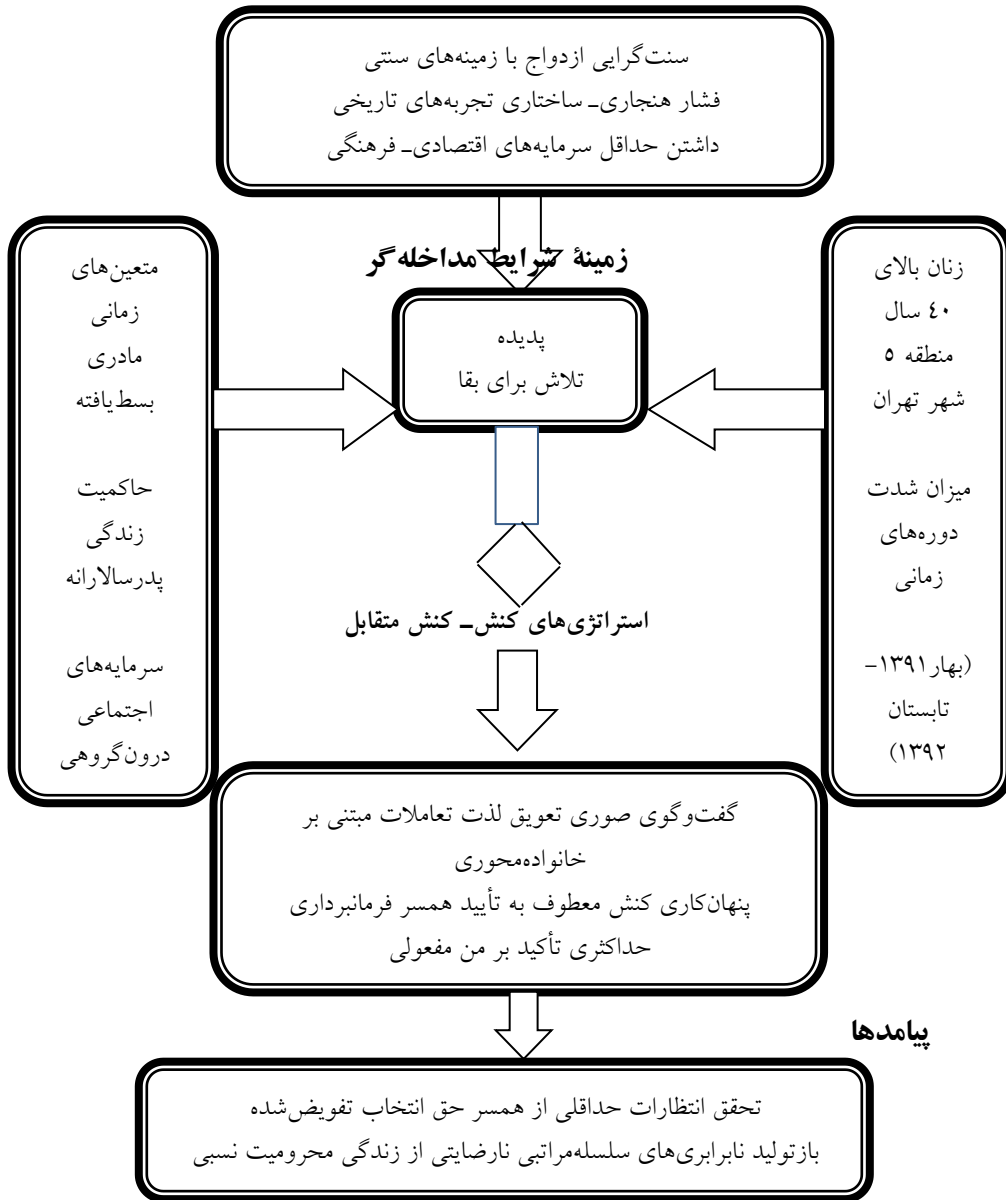 سنت‌گرایی ازدواج با زمینه‌های سنتی
فشار هنجاری– ساختاری تجربه‌های تاریخی
داشتن حداقل سرمایه‌های اقتصادی– فرهنگی
زمینهٔ شرایط مداخله‌گر
زنان بالای
۴۰ سال
منطقه ۵
شهر تهران
میزان شدت
دوره‌های
زمانی
(بهار ۱۳۹۱–
تابستان
۱۳۹۲)
پدیده
تلاش برای بقا
متعین‌های
زمانی
مادری
بسط‌یافته
حاکمیت
زندگی
پدرسالارانه
سرمایه‌های
اجتماعی
درون‌گروهی
استراتژی‌های کنش– کنش متقابل
گفت‌وگوی صوری تعویق لذت تعاملات مبتنی بر
خانواده‌محوری
پنهان‌کاری کنش معطوف به تأیید همسر فرمانبرداری
حداکثری تأکید بر من مفعولی
پیامدها
تحقق انتظارات حداقلی از همسر حق انتخاب تفویض‌شده
بازتولید نابرابری‌های سلسله‌مراتبی نارضایتی از زندگی محرومیت نسبی